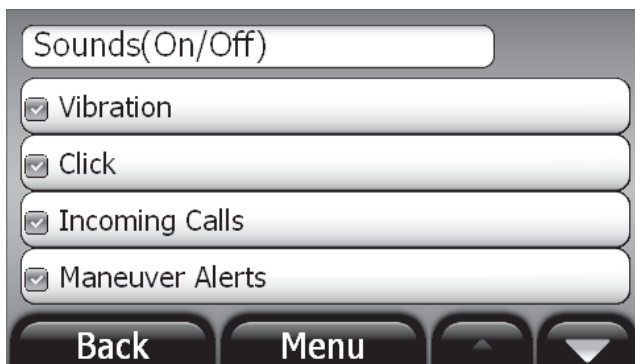 Sounds(On/Off)
Vibration
Click
Incoming Calls
Maneuver Alerts
Back Menu